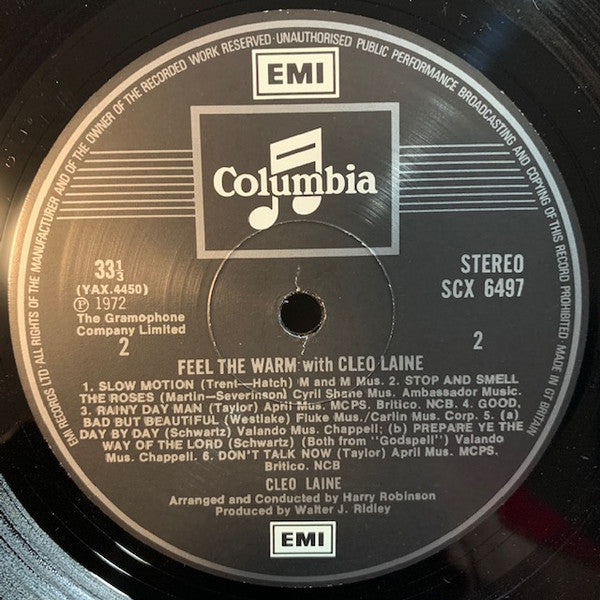 EMI RECORDS LTD · ALL RIGHTS OF THE MANUFACTURER AND OF THE OWNER OF THE RECORDED WORK RESERVED · UNAUTHORISED PUBLIC PERFORMANCE BROADCASTING AND COPYING OF THIS RECORD PROHIBITED · MADE IN GT BRITAIN
EMI
Columbia
33⅓
(YAX.4450)
Ⓟ 1972
The Gramophone
Company Limited
2
STEREO
SCX 6497
2
FEEL THE WARM with CLEO LAINE
1. SLOW MOTION (Trent—Hatch) M and M Mus. 2. STOP AND SMELL
THE ROSES (Martin—Severinson) Cyril Shane Mus. Ambassador Music.
3. RAINY DAY MAN (Taylor) April Mus. MCPS. Britico. NCB. 4. GOOD,
BAD BUT BEAUTIFUL (Westlake) Fluke Mus./Carlin Mus. Corp. 5. (a)
DAY BY DAY (Schwartz) Valando Mus. Chappell; (b) PREPARE YE THE
WAY OF THE LORD (Schwartz) (Both from "Godspell") Valando
Mus. Chappell. 6. DON'T TALK NOW (Taylor) April Mus. MCPS.
Britico. NCB
CLEO LAINE
Arranged and Conducted by Harry Robinson
Produced by Walter J. Ridley
EMI